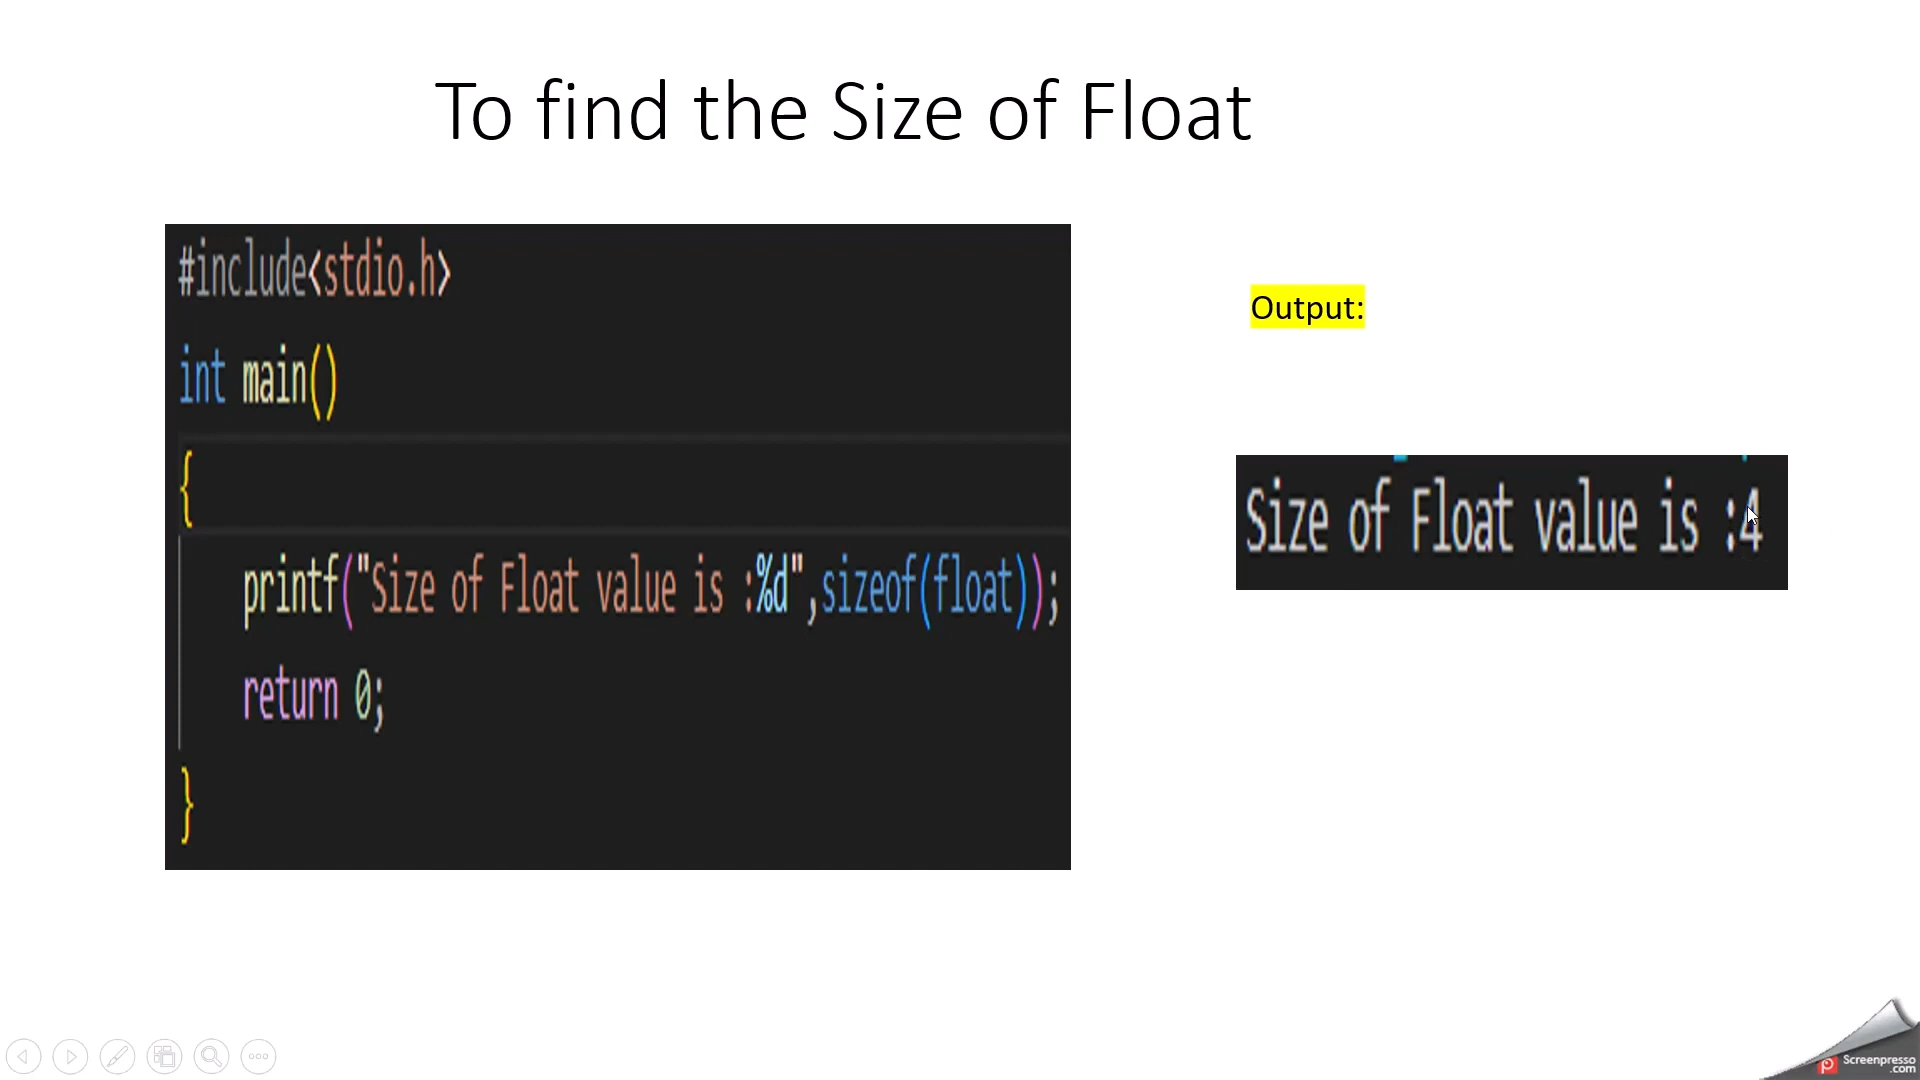 To find the Size of Float
#include<stdio.h>
int main()
{
printf("Size of Float value is :%d",sizeof(float));
return 0;
}
Output:
Size of Float value is :4
Screenpresso
.com